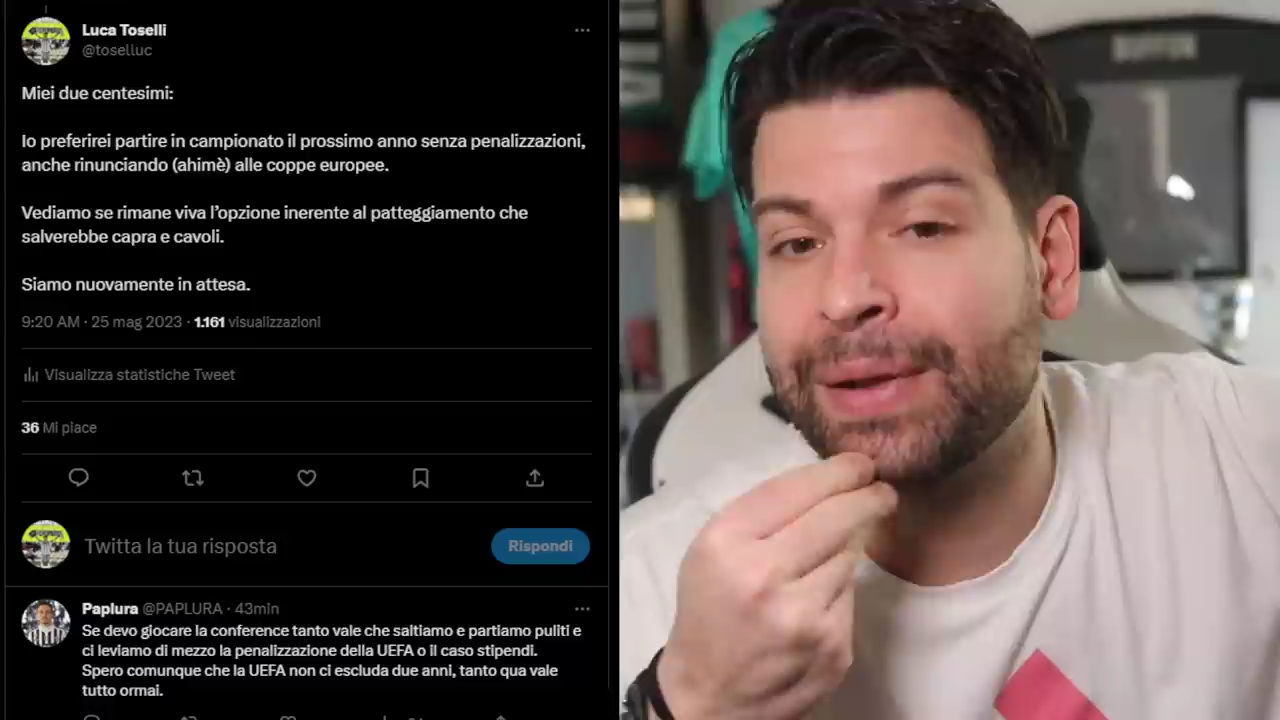 Luca Toselli
@toselluc
Miei due centesimi:
Io preferirei partire in campionato il prossimo anno senza penalizzazioni,
anche rinunciando (ahimè) alle coppe europee.
Vediamo se rimane viva l'opzione inerente al patteggiamento che
salverebbe capra e cavoli.
Siamo nuovamente in attesa.
9:20 AM · 25 mag 2023 · 1.161 visualizzazioni
Visualizza statistiche Tweet
36 Mi piace
Twitta la tua risposta
Rispondi
Paplura @PAPLURA · 43min
Se devo giocare la conference tanto vale che saltiamo e partiamo puliti e
ci leviamo di mezzo la penalizzazione della UEFA o il caso stipendi.
Spero comunque che la UEFA non ci escluda due anni, tanto qua vale
tutto ormai.